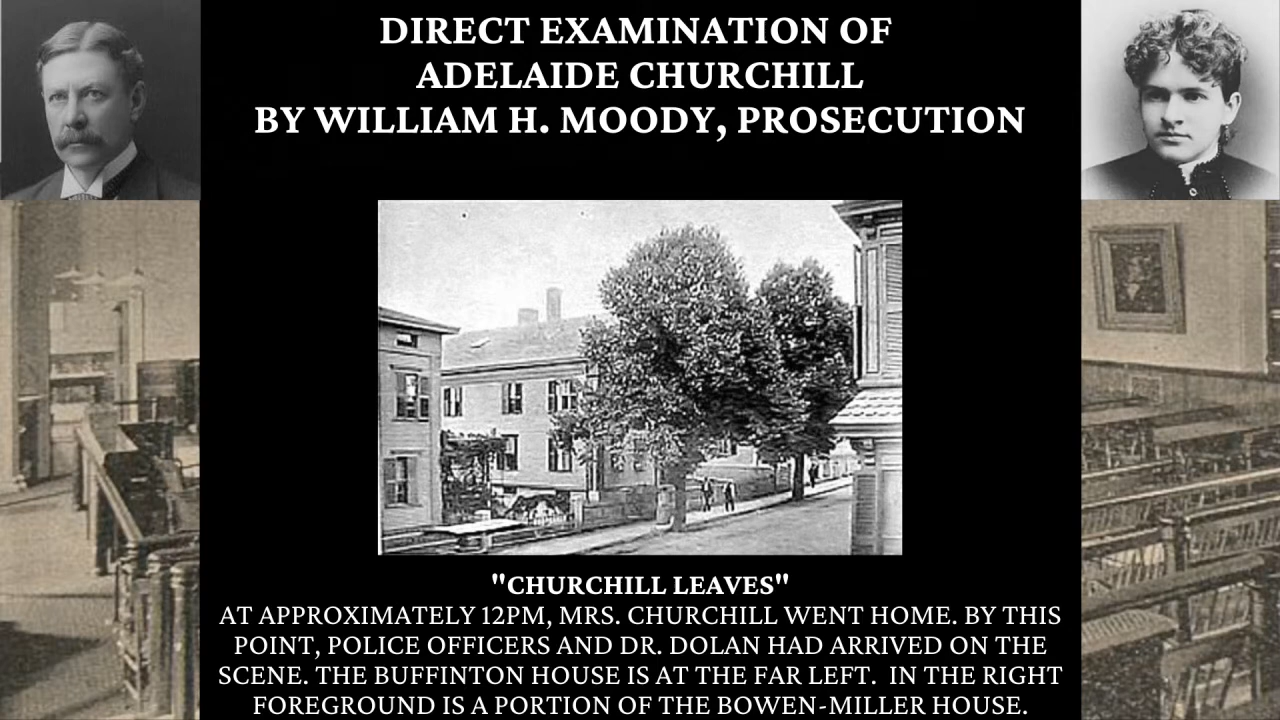 DIRECT EXAMINATION OF
ADELAIDE CHURCHILL
BY WILLIAM H. MOODY, PROSECUTION
"CHURCHILL LEAVES"
AT APPROXIMATELY 12PM, MRS. CHURCHILL WENT HOME. BY THIS
POINT, POLICE OFFICERS AND DR. DOLAN HAD ARRIVED ON THE
SCENE. THE BUFFINTON HOUSE IS AT THE FAR LEFT. IN THE RIGHT
FOREGROUND IS A PORTION OF THE BOWEN-MILLER HOUSE.